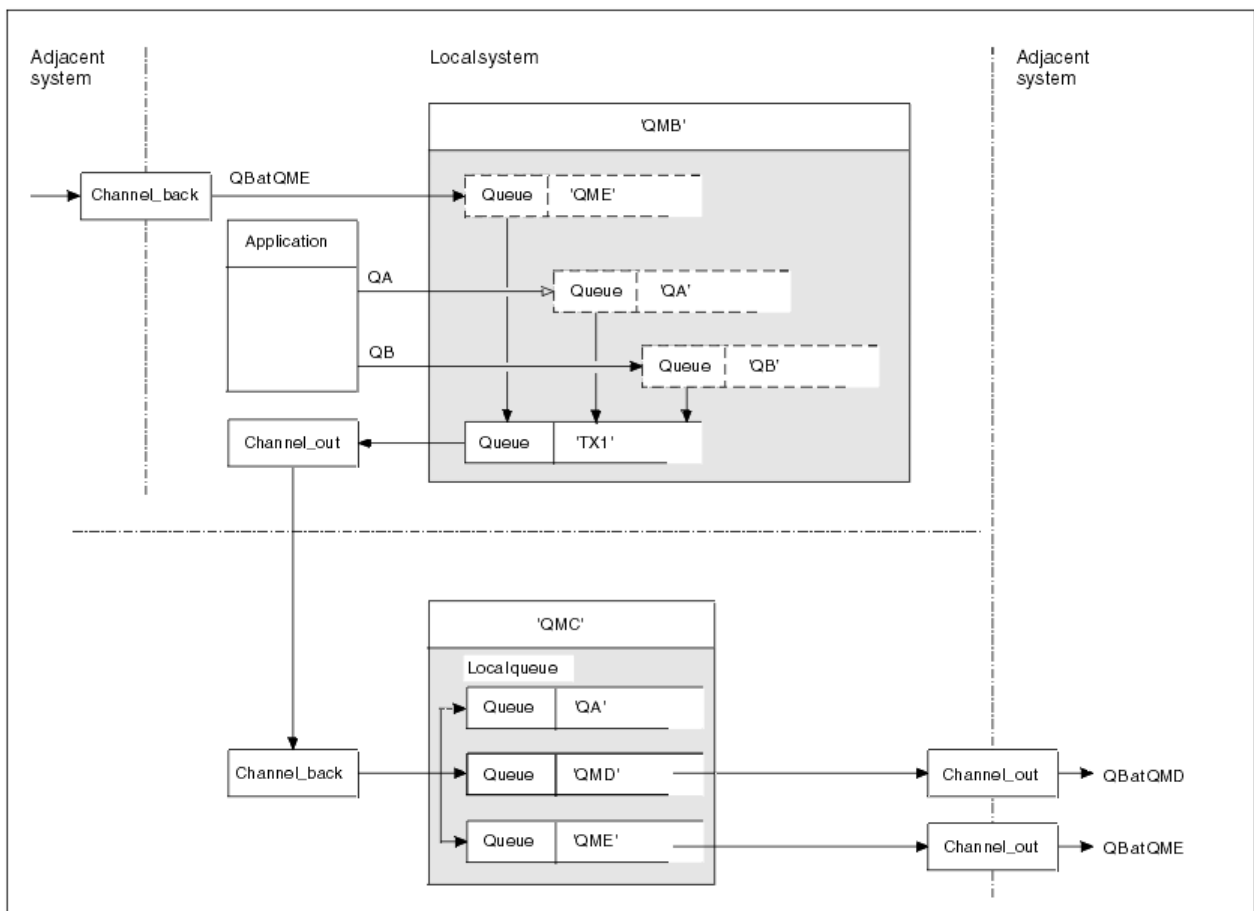 Adjacent
system
Localsystem
Adjacent
system
'QMB'
Channel_back
QBatQME
Queue
'QME'
Application
QA
Queue
'QA'
QB
Queue
'QB'
Channel_out
Queue
'TX1'
'QMC'
Localqueue
Queue
'QA'
Channel_back
Queue
'QMD'
Channel_out
QBatQMD
Queue
'QME'
Channel_out
QBatQME